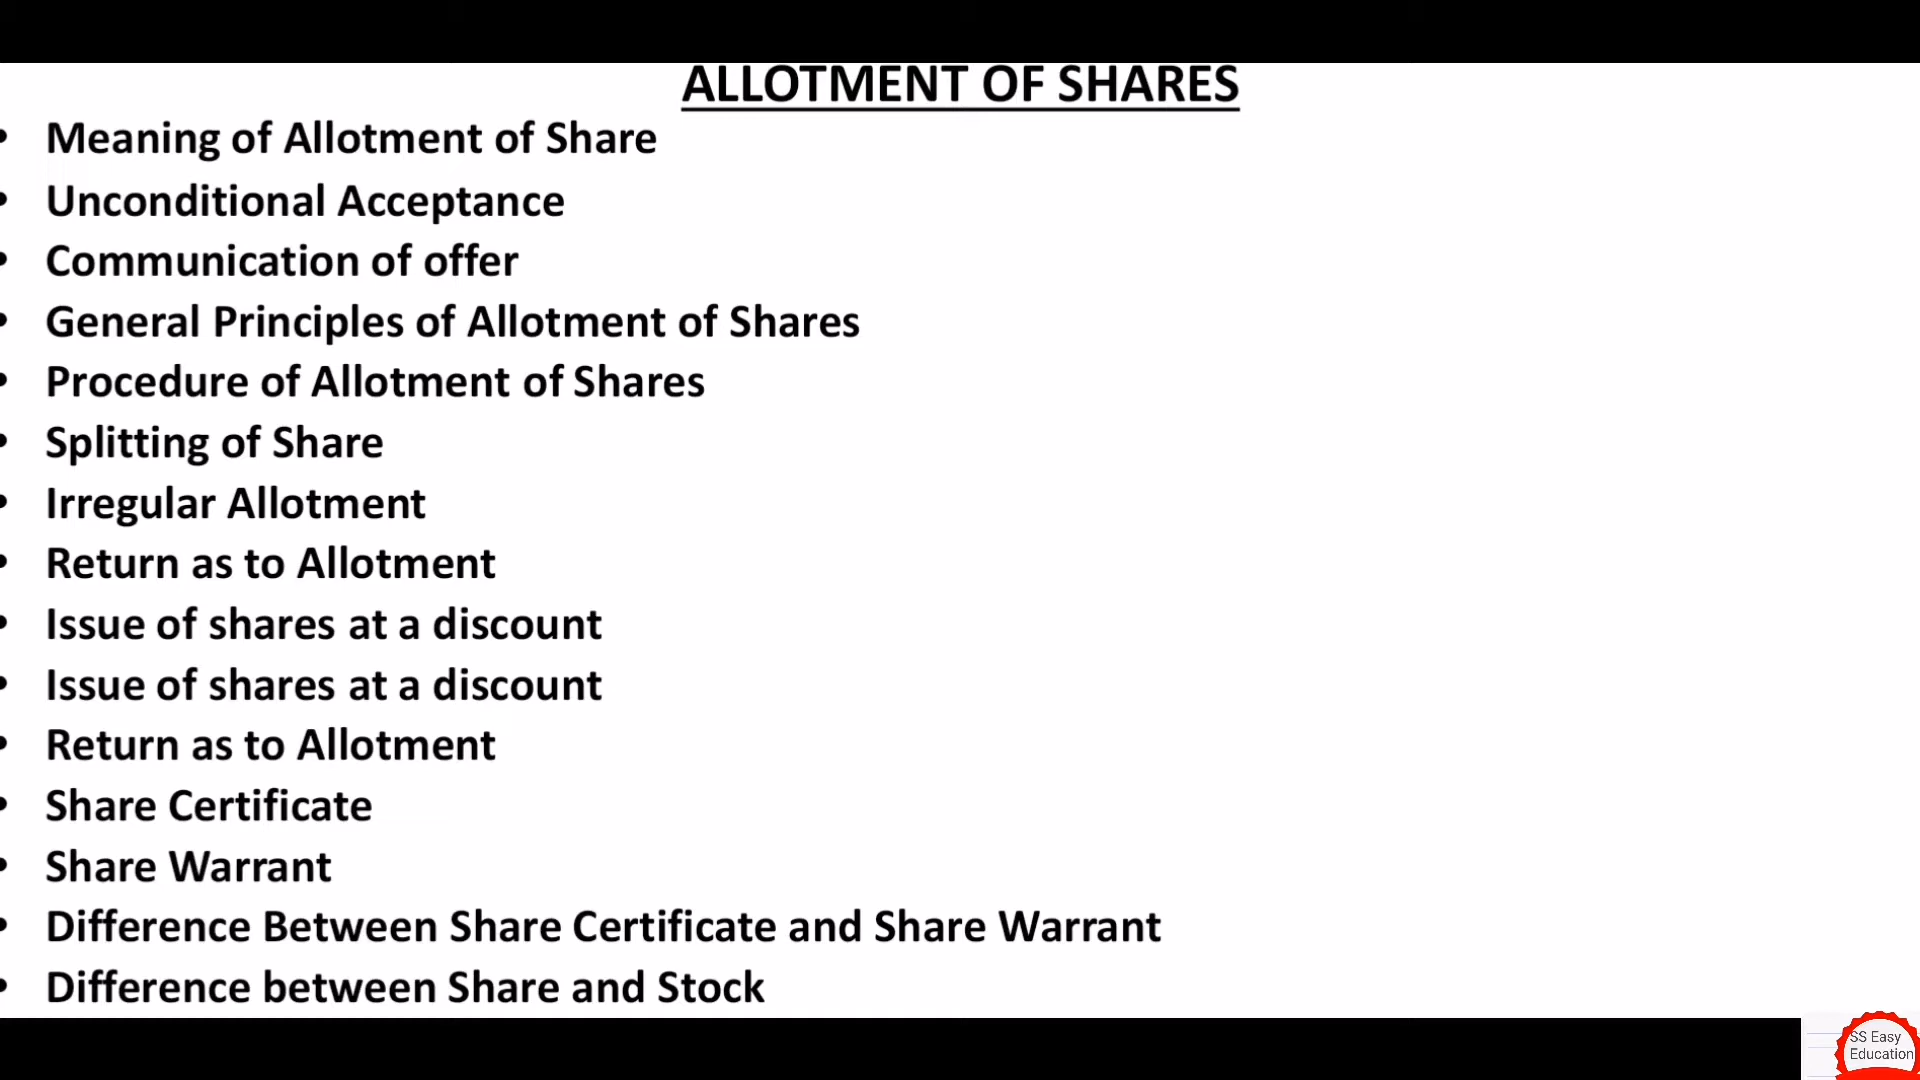 ALLOTMENT OF SHARES
• Meaning of Allotment of Share
• Unconditional Acceptance
• Communication of offer
• General Principles of Allotment of Shares
• Procedure of Allotment of Shares
• Splitting of Share
• Irregular Allotment
• Return as to Allotment
• Issue of shares at a discount
• Issue of shares at a discount
• Return as to Allotment
• Share Certificate
• Share Warrant
• Difference Between Share Certificate and Share Warrant
• Difference between Share and Stock
SS Easy
Education